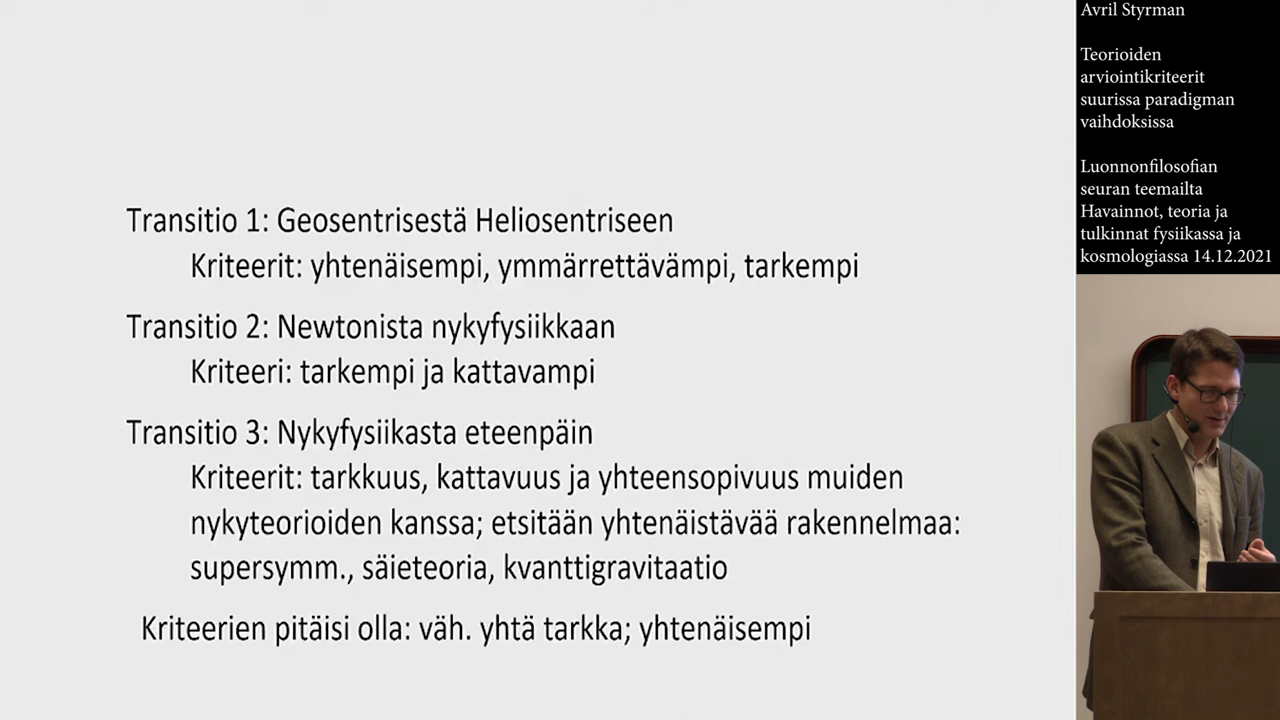 Transitio 1: Geosentrisestä Heliosentriseen
Kriteerit: yhtenäisempi, ymmärrettävämpi, tarkempi
Transitio 2: Newtonista nykyfysiikkaan
Kriteeri: tarkempi ja kattavampi
Transitio 3: Nykyfysiikasta eteenpäin
Kriteerit: tarkkuus, kattavuus ja yhteensopivuus muiden
nykyteorioiden kanssa; etsitään yhtenäistävää rakennelmaa:
supersymm., säieteoria, kvanttigravitaatio
Kriteerien pitäisi olla: väh. yhtä tarkka; yhtenäisempi
Avril Styrman
Teorioiden
arviointikriteerit
suurissa paradigman
vaihdoksissa
Luonnonfilosofian
seuran teemailta
Havainnot, teoria ja
tulkinnat fysiikassa ja
kosmologiassa 14.12.2021